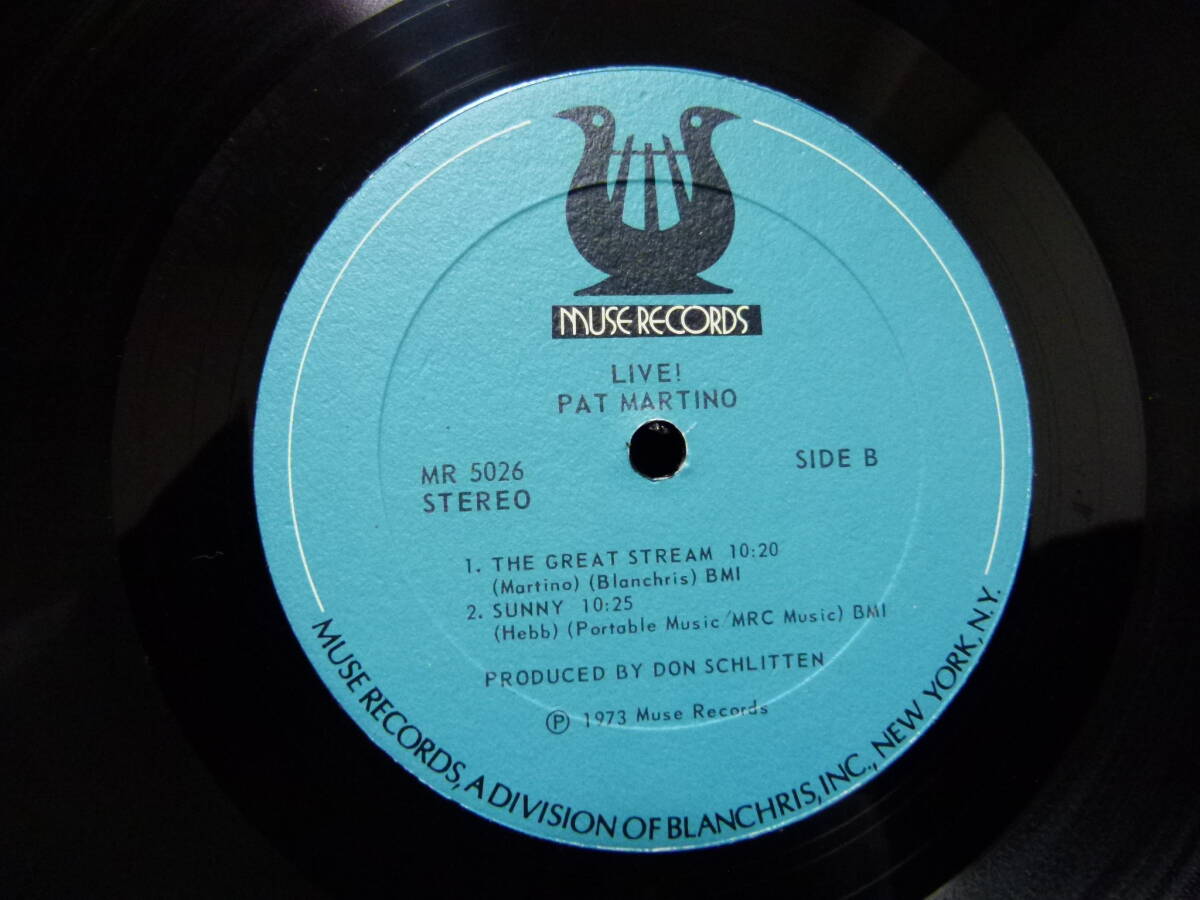 MUSE RECORDS
LIVE!
PAT MARTINO
MR 5026
STEREO
SIDE B
1. THE GREAT STREAM 10:20
(Martino) (Blanchris) BMI
2. SUNNY 10:25
(Hebb) (Portable Music/MRC Music) BMI
PRODUCED BY DON SCHLITTEN
Ⓟ 1973 Muse Records
MUSE RECORDS, A DIVISION OF BLANCHRIS, INC., NEW YORK, N.Y.